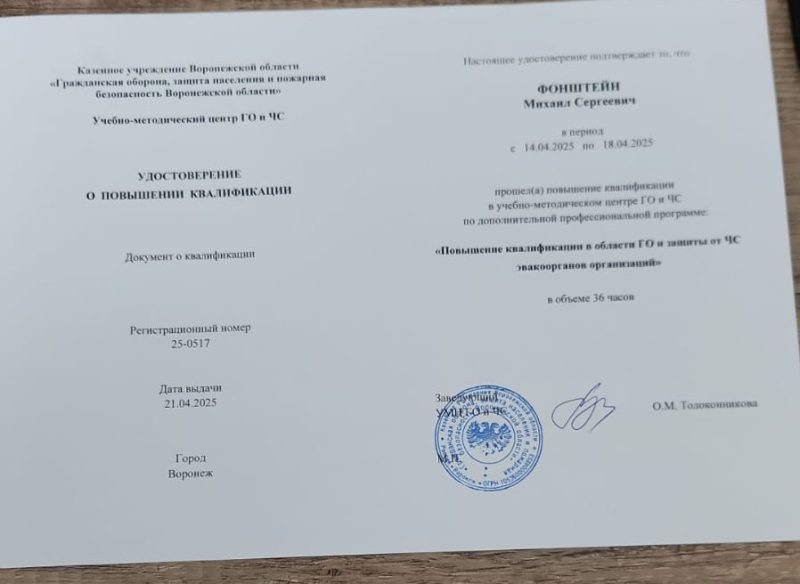 Казенное учреждение Воронежской области
«Гражданская оборона, защита населения и пожарная
безопасность Воронежской области»
Учебно-методический центр ГО и ЧС
УДОСТОВЕРЕНИЕ
О ПОВЫШЕНИИ КВАЛИФИКАЦИИ
Документ о квалификации
Регистрационный номер
25-0517
Дата выдачи
21.04.2025
Город
Воронеж
Настоящее удостоверение подтверждает то, что
ФОНШТЕЙН
Михаил Сергеевич
в период
с 14.04.2025 по 18.04.2025
прошел(а) повышение квалификации
в учебно-методическом центре ГО и ЧС
по дополнительной профессиональной программе:
«Повышение квалификации в области ГО и защиты от ЧС
эвакоорганов организаций»
в объеме 36 часов
Заведующий
УМЦ ГО и ЧС
О.М. Толоконникова
М.П.